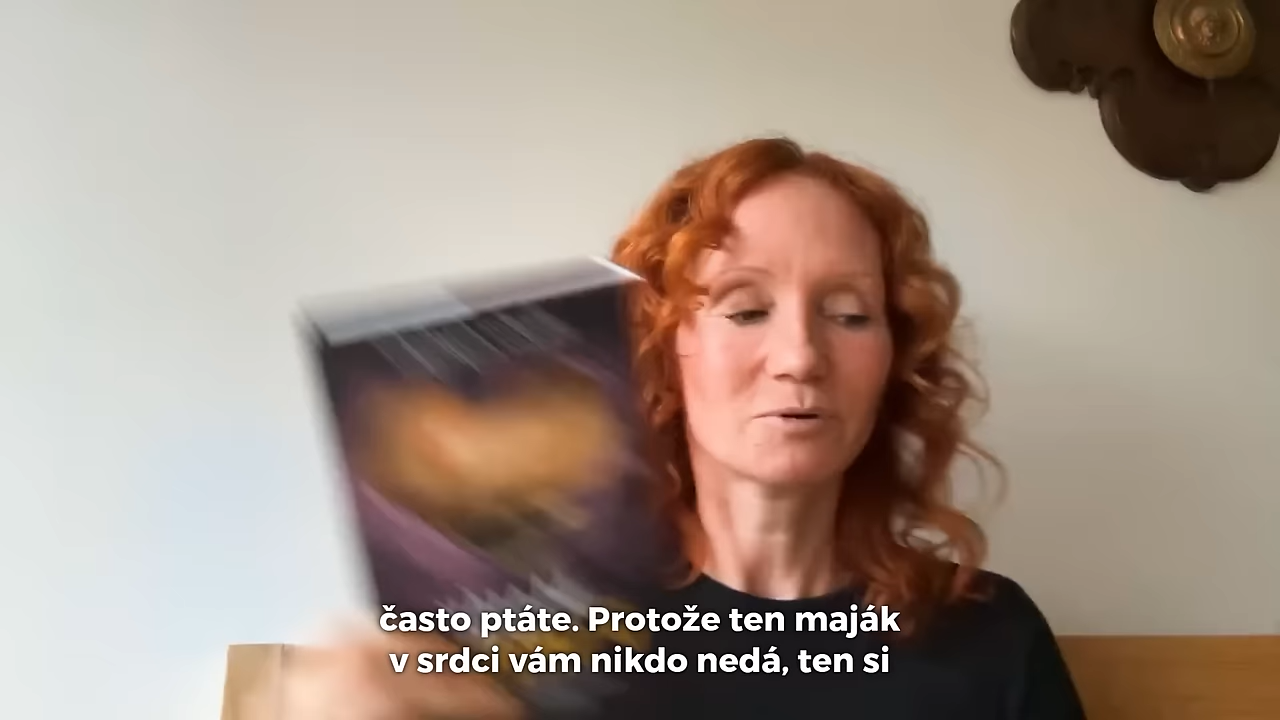 často ptáte. Protože ten maják
v srdci vám nikdo nedá, ten si